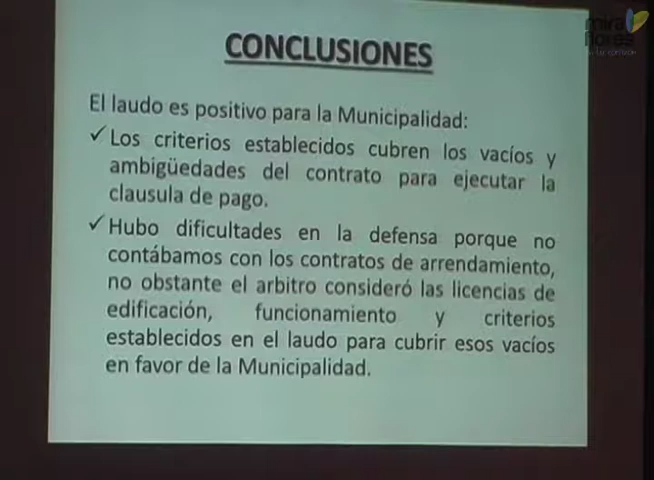 mira
flores
CONCLUSIONES
El laudo es positivo para la Municipalidad:
✓ Los criterios establecidos cubren los vacíos y
ambigüedades del contrato para ejecutar la
clausula de pago.
✓ Hubo dificultades en la defensa porque no
contábamos con los contratos de arrendamiento,
no obstante el arbitro consideró las licencias de
edificación, funcionamiento y criterios
establecidos en el laudo para cubrir esos vacíos
en favor de la Municipalidad.